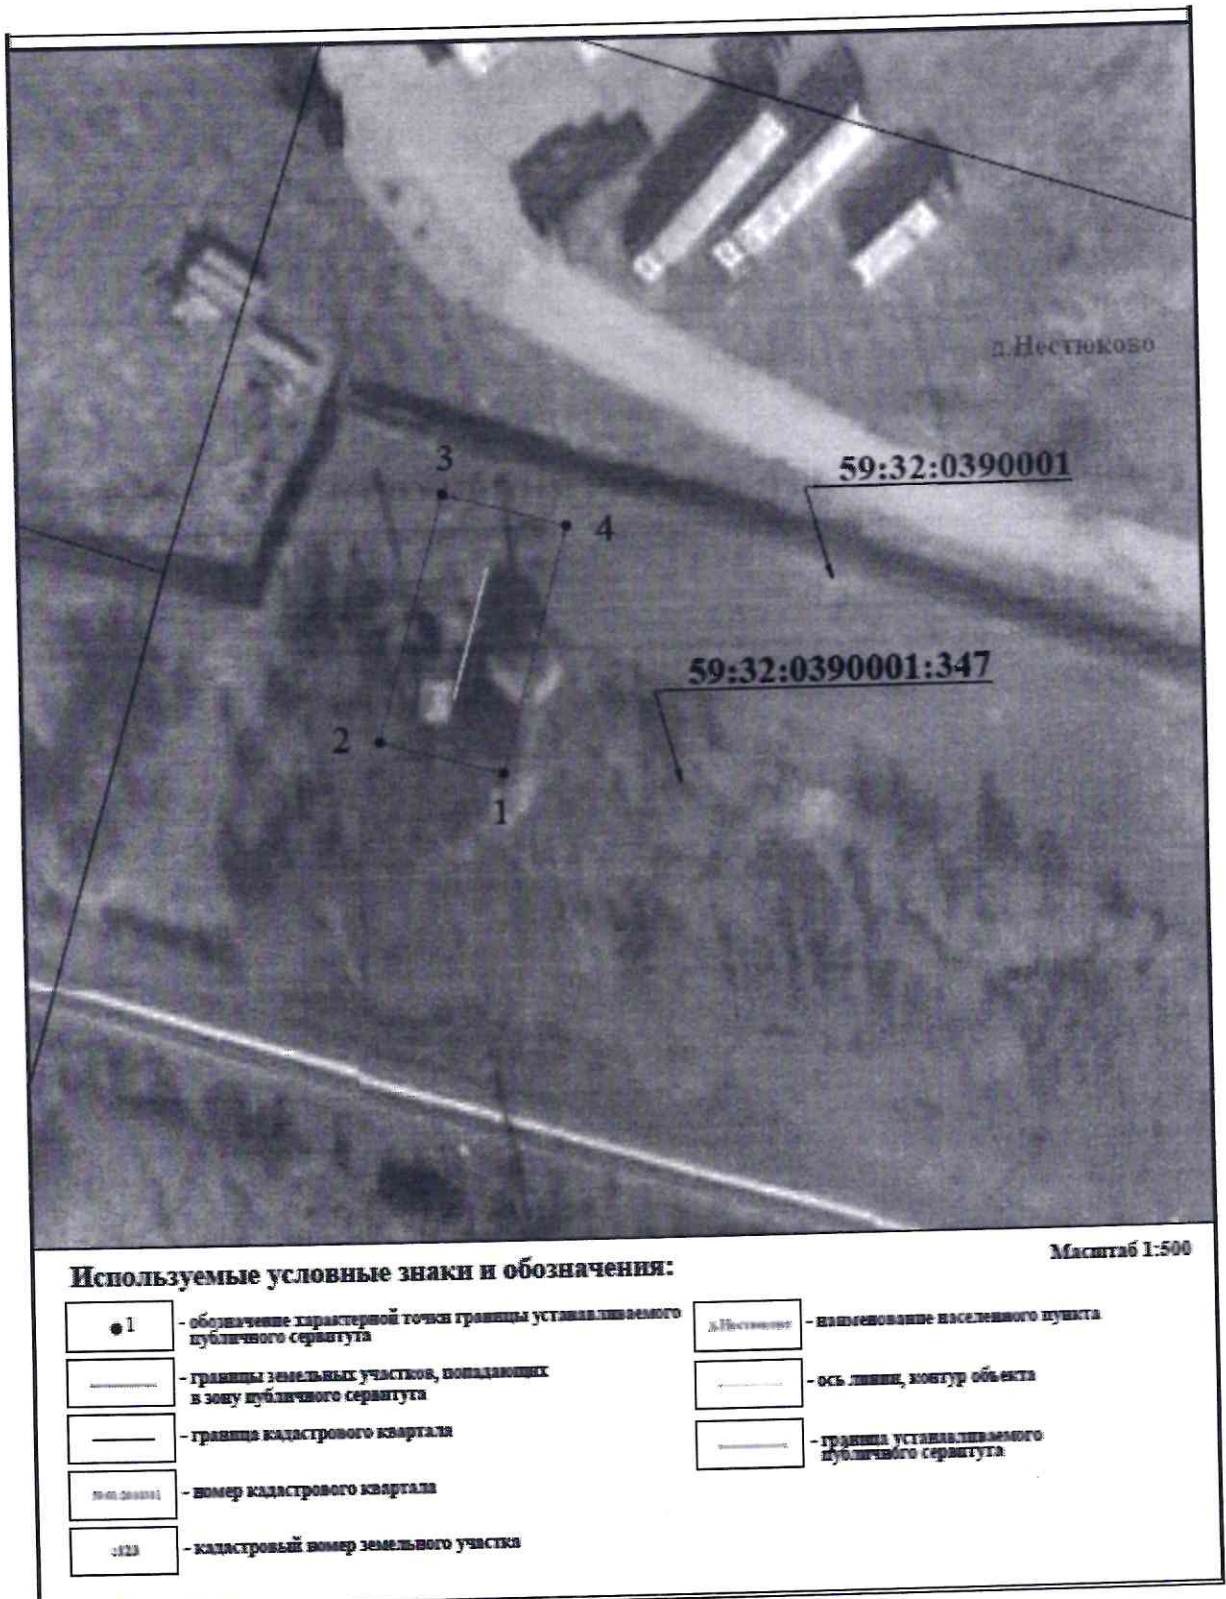 д.Нестюково
59:32:0390001
3
4
59:32:0390001:347
2
1
Масштаб 1:500
Используемые условные знаки и обозначения:
1
- обозначение характерной точки границы устанавливаемого
публичного сервитута
- границы земельных участков, попадающих
в зону публичного сервитута
- граница кадастрового квартала
- номер кадастрового квартала
:123
- кадастровый номер земельного участка
д.Нестюково
- наименование населенного пункта
- ось линии, контур объекта
- граница устанавливаемого
публичного сервитута